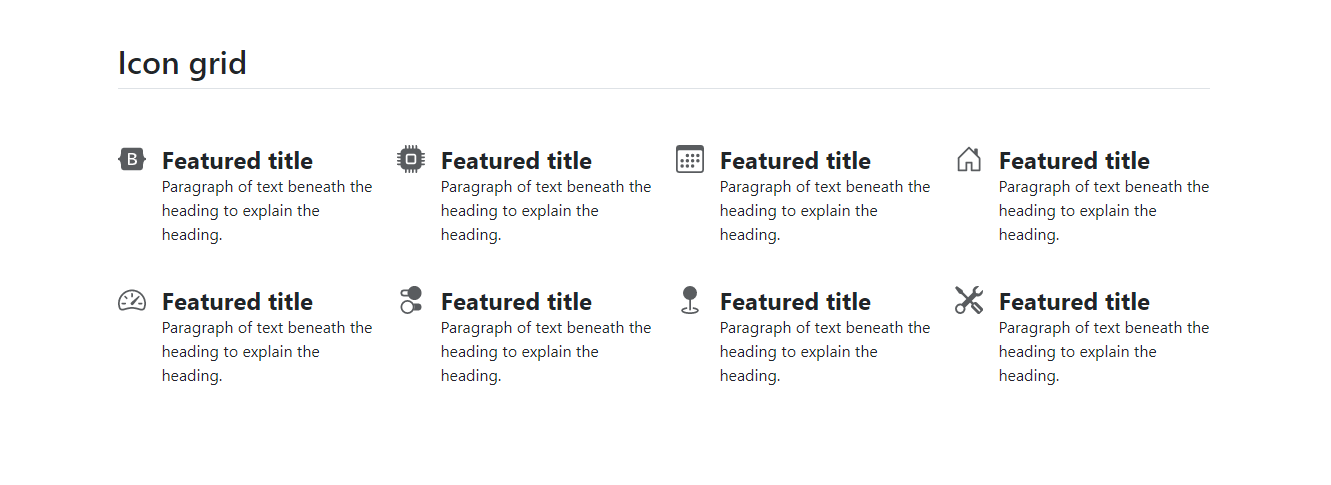 Icon grid
B
Featured title
Paragraph of text beneath the
heading to explain the
heading.
Featured title
Paragraph of text beneath the
heading to explain the
heading.
Featured title
Paragraph of text beneath the
heading to explain the
heading.
Featured title
Paragraph of text beneath the
heading to explain the
heading.
Featured title
Paragraph of text beneath the
heading to explain the
heading.
Featured title
Paragraph of text beneath the
heading to explain the
heading.
Featured title
Paragraph of text beneath the
heading to explain the
heading.
Featured title
Paragraph of text beneath the
heading to explain the
heading.